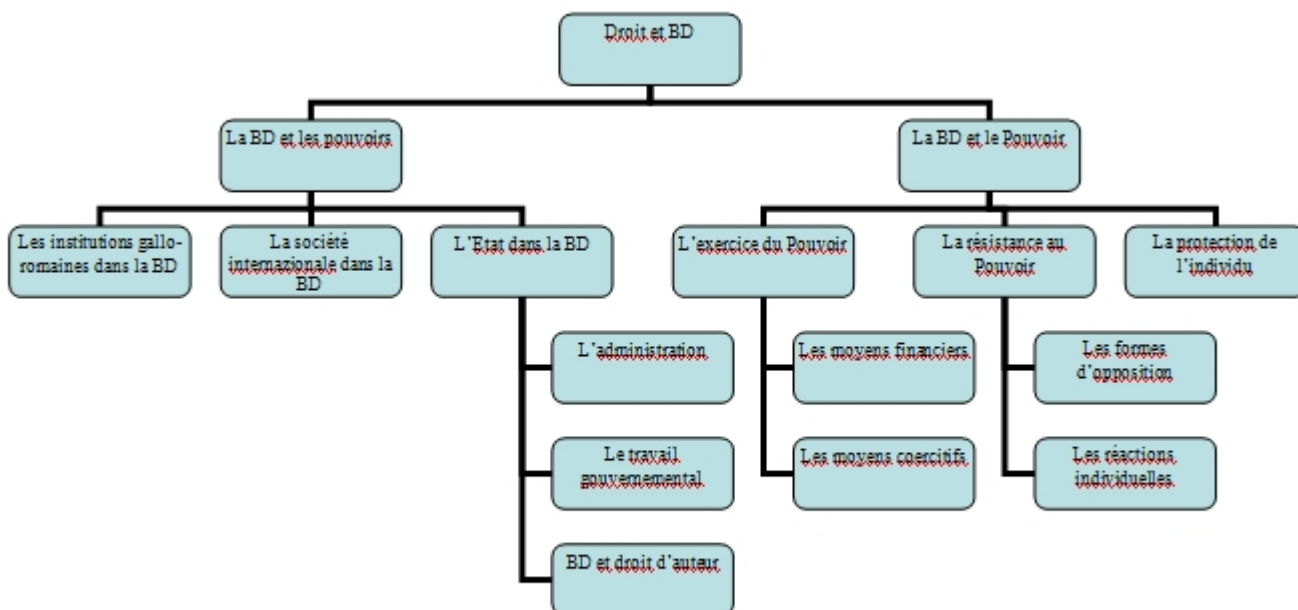 Droit et BD
La BD et les pouvoirs
La BD et le Pouvoir
Les institutions gallo-
romaines dans la BD
La société
internazionale dans la
BD
L'Etat dans la BD
L'exercice du Pouvoir
La résistance au
Pouvoir
La protection de
l'individu
L'administration
Les moyens financiers
Les formes
d'opposition
Le travail
gouvernemental
Les moyens coercitifs
Les réactions
individuelles
BD et droit d'auteur